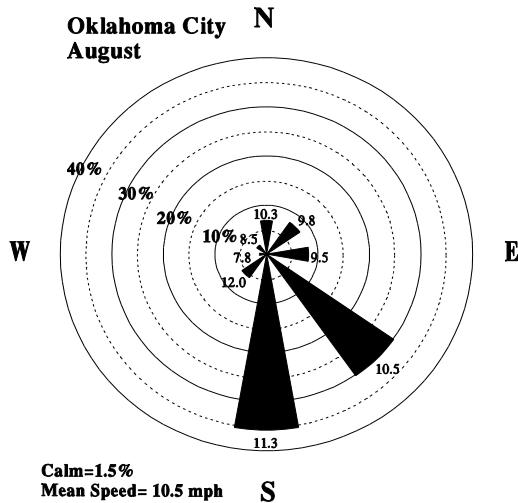 N
Oklahoma City
August
40%
30%
20%
10%
10.3
9.8
8.5
W
7.8
9.5
E
12.0
10.5
11.3
Calm=1.5%
Mean Speed= 10.5 mph
S